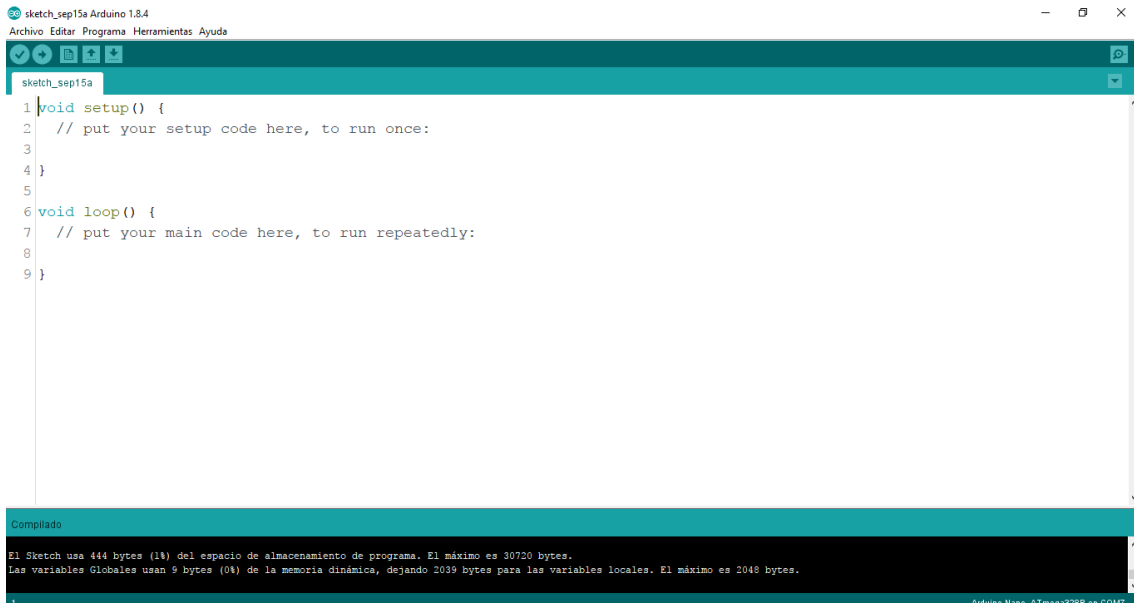 sketch_sep15a Arduino 1.8.4
Archivo Editar Programa Herramientas Ayuda
sketch_sep15a
1 void setup() {
2 // put your setup code here, to run once:
3
4 }
5
6 void loop() {
7 // put your main code here, to run repeatedly:
8
9 }
Compilado
El Sketch usa 444 bytes (1%) del espacio de almacenamiento de programa. El máximo es 30720 bytes.
Las variables Globales usan 9 bytes (0%) de la memoria dinámica, dejando 2039 bytes para las variables locales. El máximo es 2048 bytes.
1 Arduino Nano, ATmega328P en COM7